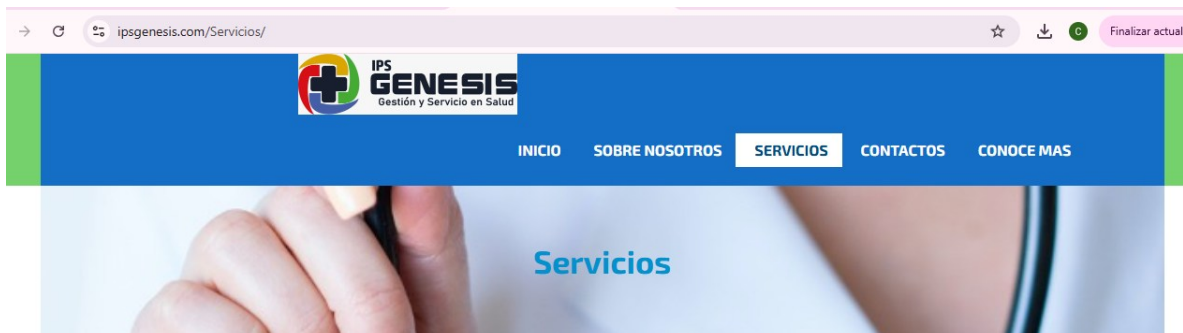 ipsgenesis.com/Servicios/
C
Finalizar actual
IPS
GENESIS
Gestión y Servicio en Salud
INICIO SOBRE NOSOTROS SERVICIOS CONTACTOS CONOCE MAS
Servicios